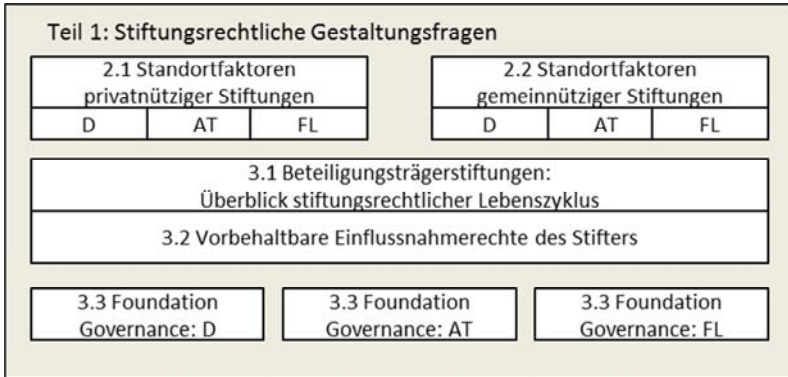 Teil 1: Stiftungsrechtliche Gestaltungsfragen
2.1 Standortfaktoren
privatnütziger Stiftungen
D AT FL
2.2 Standortfaktoren
gemeinnütziger Stiftungen
D AT FL
3.1 Beteiligungsträgerstiftungen:
Überblick stiftungsrechtlicher Lebenszyklus
3.2 Vorbehaltbare Einflussnahmerechte des Stifters
3.3 Foundation
Governance: D
3.3 Foundation
Governance: AT
3.3 Foundation
Governance: FL